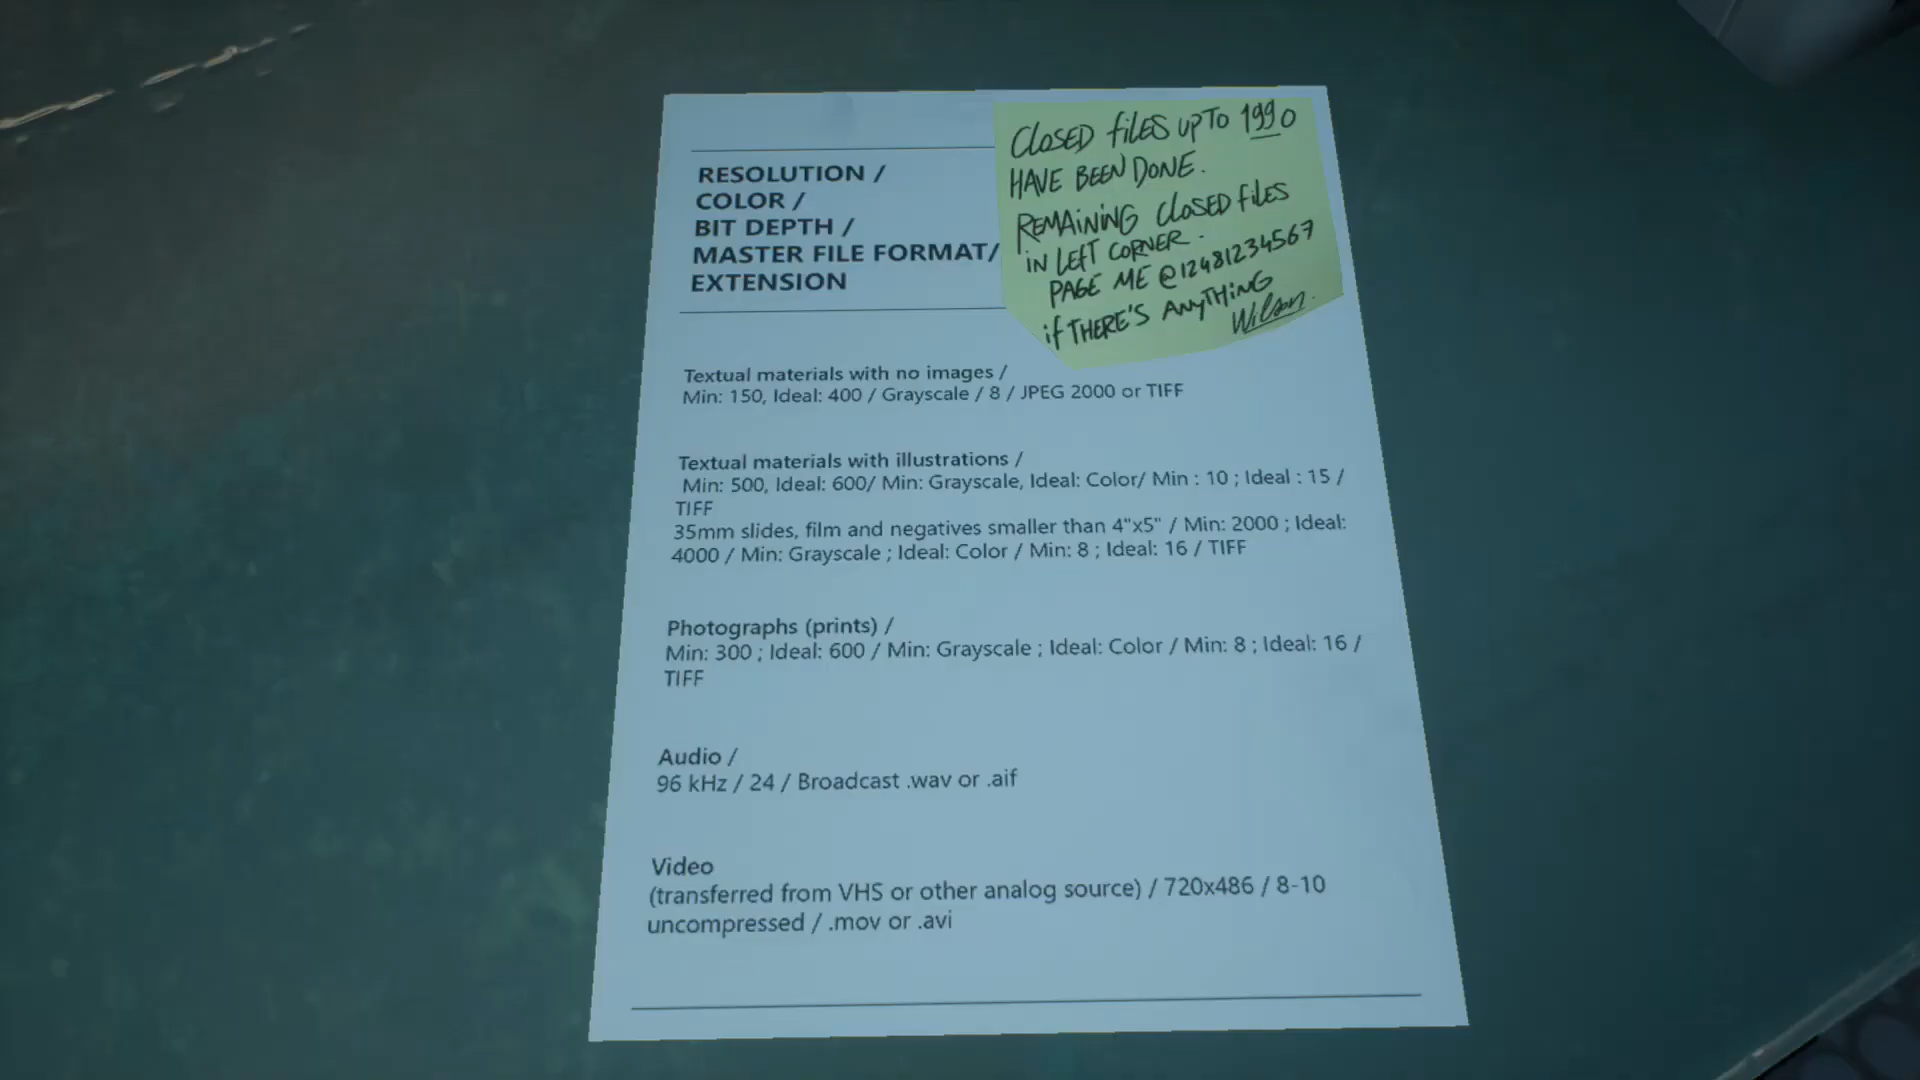 CLOSED FILES UP TO 1990
HAVE BEEN DONE.
REMAINING CLOSED FILES
IN LEFT CORNER.
PAGE ME @12481234567
if THERE'S ANYTHING
Wilson.
RESOLUTION /
COLOR /
BIT DEPTH /
MASTER FILE FORMAT/
EXTENSION
Textual materials with no images /
Min: 150, Ideal: 400 / Grayscale / 8 / JPEG 2000 or TIFF
Textual materials with illustrations /
Min: 500, Ideal: 600/ Min: Grayscale, Ideal: Color/ Min : 10 ; Ideal : 15 /
TIFF
35mm slides, film and negatives smaller than 4"x5" / Min: 2000 ; Ideal:
4000 / Min: Grayscale ; Ideal: Color / Min: 8 ; Ideal: 16 / TIFF
Photographs (prints) /
Min: 300 ; Ideal: 600 / Min: Grayscale ; Ideal: Color / Min: 8 ; Ideal: 16 /
TIFF
Audio /
96 kHz / 24 / Broadcast .wav or .aif
Video
(transferred from VHS or other analog source) / 720x486 / 8-10
uncompressed / .mov or .avi